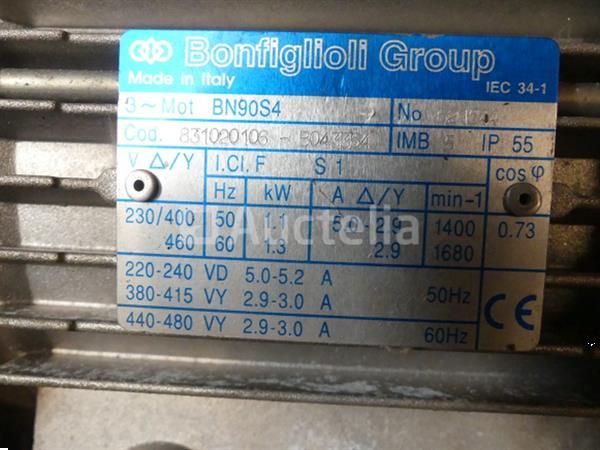 Bonfiglioli Group
Made in Italy
IEC 34-1
3~Mot BN90S4 No
Cod. 831020106 - IMB 5 IP 55
V Δ/Y I.Cl.F S 1 cos φ
Hz kW A Δ/Y min-1
230/400 50 1.1 5.0 2.9 1400 0.73
460 60 1.3 2.9 1680
220-240 VD 5.0-5.2 A
380-415 VY 2.9-3.0 A 50Hz
440-480 VY 2.9-3.0 A 60Hz
CE
Auctelia